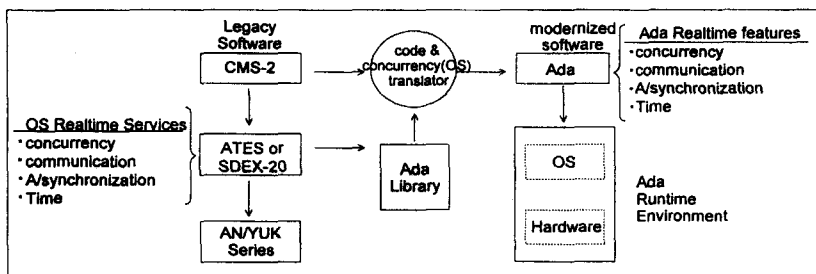 Legacy
Software
CMS-2
OS Realtime Services
·concurrency
·communication
·A/synchronization
·Time
ATES or
SDEX-20
AN/YUK
Series
code &
concurrency(OS)
translator
Ada
Library
modernized
software
Ada
Ada Realtime features
·concurrency
·communication
·A/synchronization
·Time
OS
Hardware
Ada
Runtime
Environment